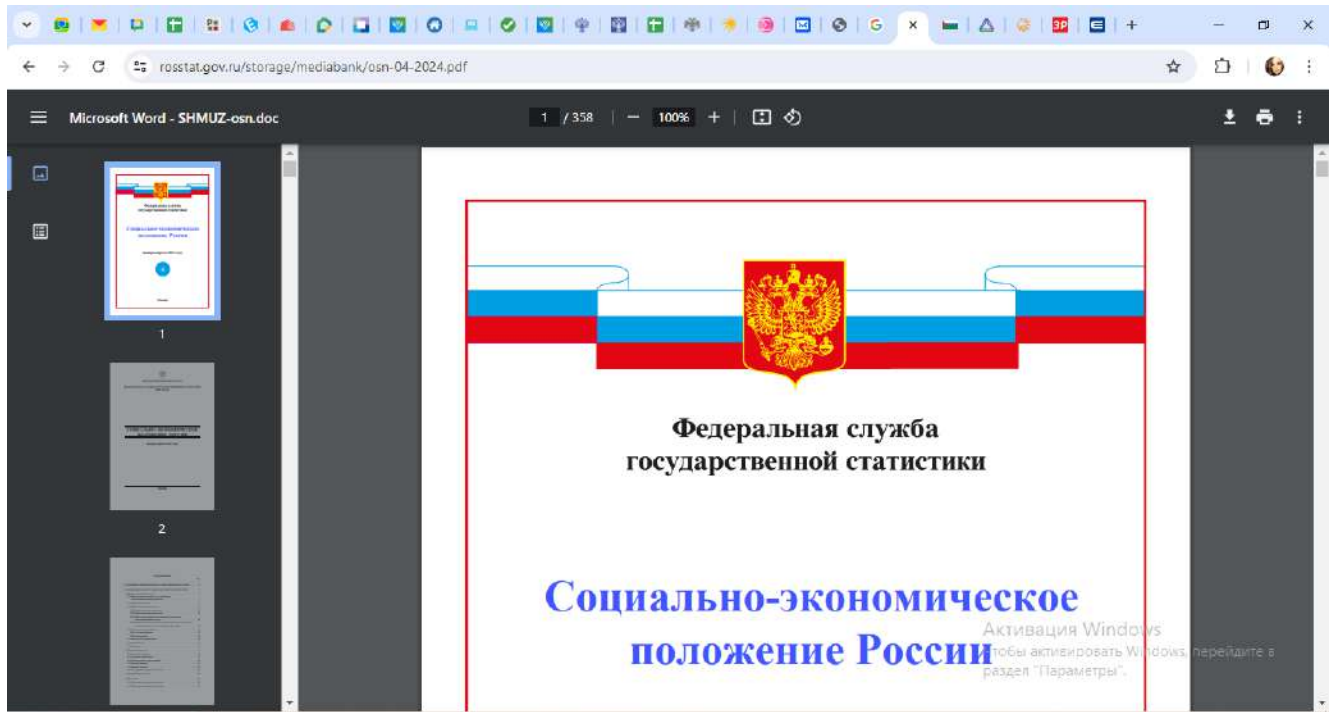 rosstat.gov.ru/storage/mediabank/osn-04-2024.pdf
Microsoft Word - SHMUZ-osn.doc
1 / 358
100%
1
2
Федеральная служба
государственной статистики
Социально-экономическое
положение России
Активация Windows
Чтобы активировать Windows, перейдите в
раздел "Параметры".